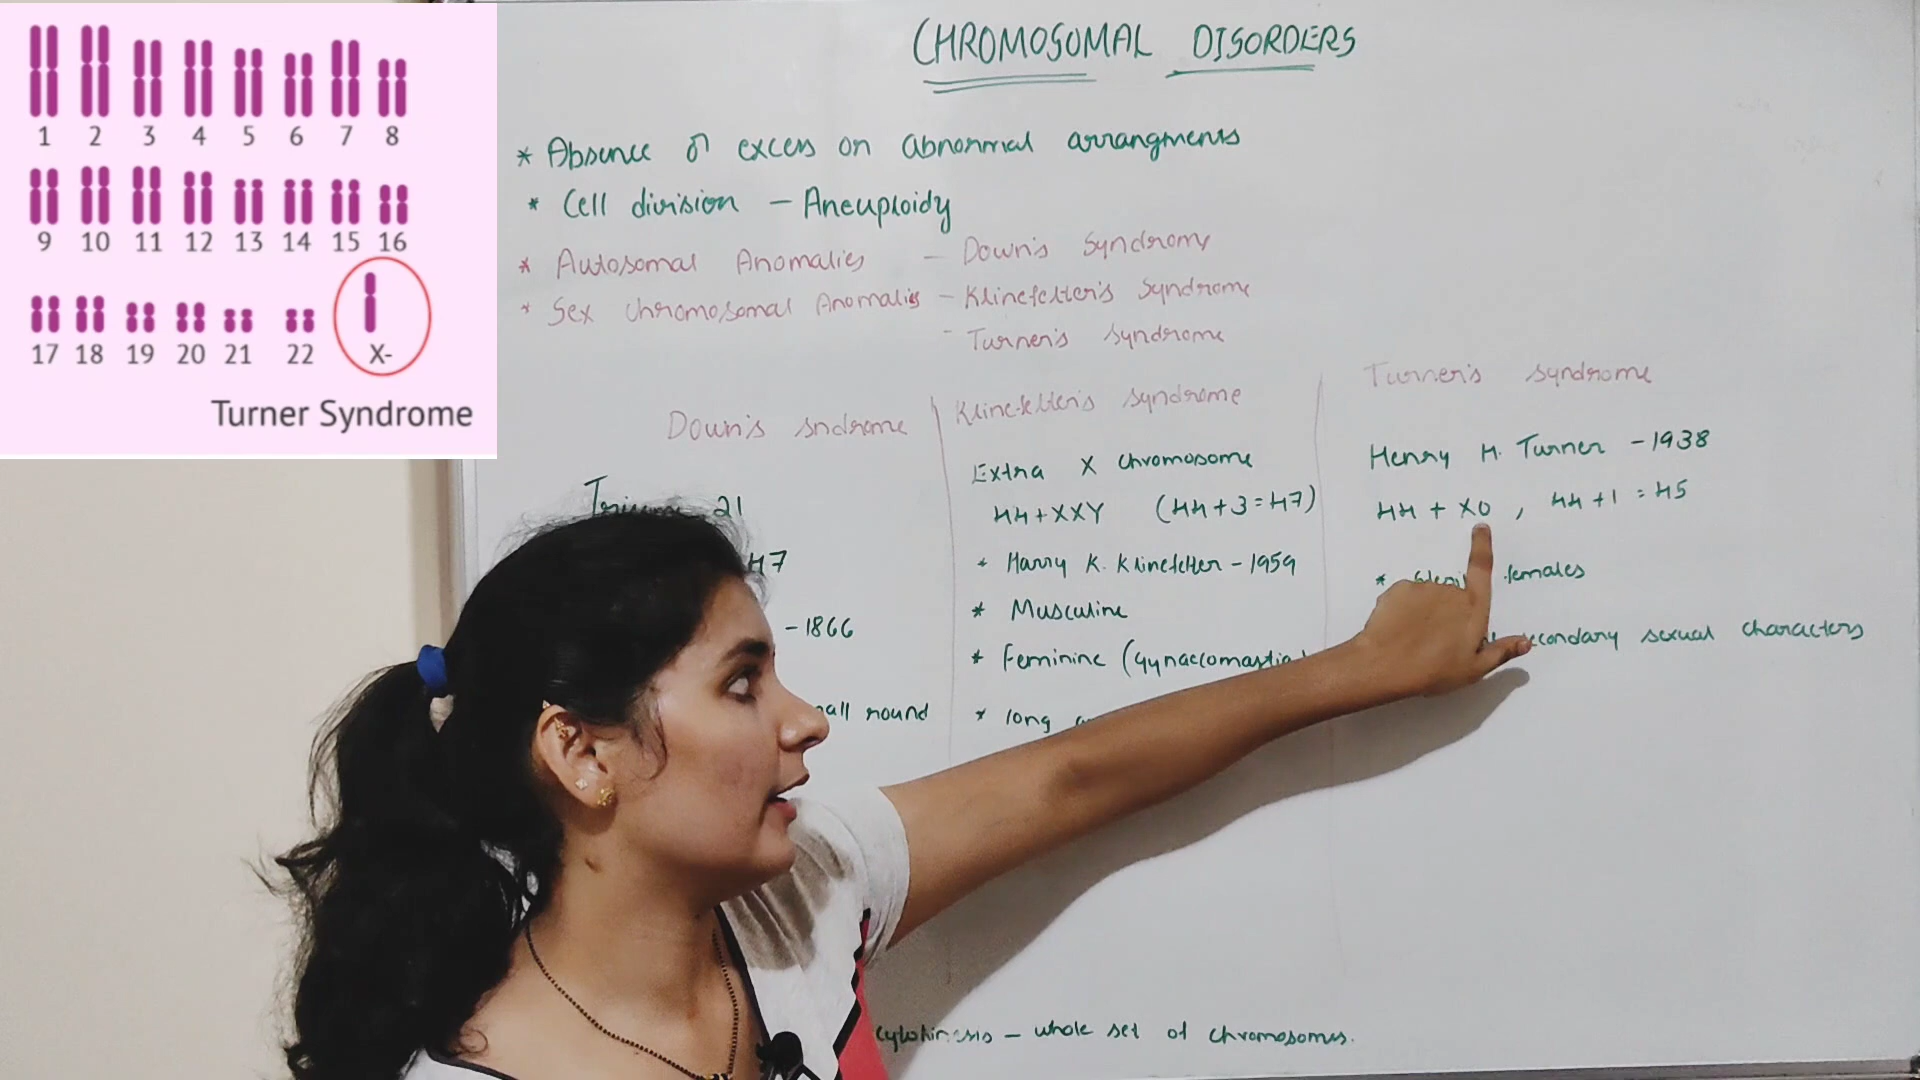 1 2 3 4 5 6 7 8
9 10 11 12 13 14 15 16
17 18 19 20 21 22 X-
Turner Syndrome
CHROMOSOMAL DISORDERS
* Absence or excess on abnormal arrangments
* Cell division - Aneuploidy
* Autosomal Anomalies - Down's Syndrome
* Sex Chromosomal Anomalies - Klinefelter's Syndrome
- Turner's Syndrome
Down's sndrome
21
47
- 1866
round
Klinefelter's syndrome
Extra X chromosome
44+XXY (44+3=47)
* Harry K. Klinefelter - 1959
* Musculine
* Feminine (Gynaecomastia
* long
Turner's syndrome
Henry H. Turner - 1938
44 + XO , 44 +1 = 45
* females
secondary sexual characters
Cytokinesis - whole set of chromosomes.